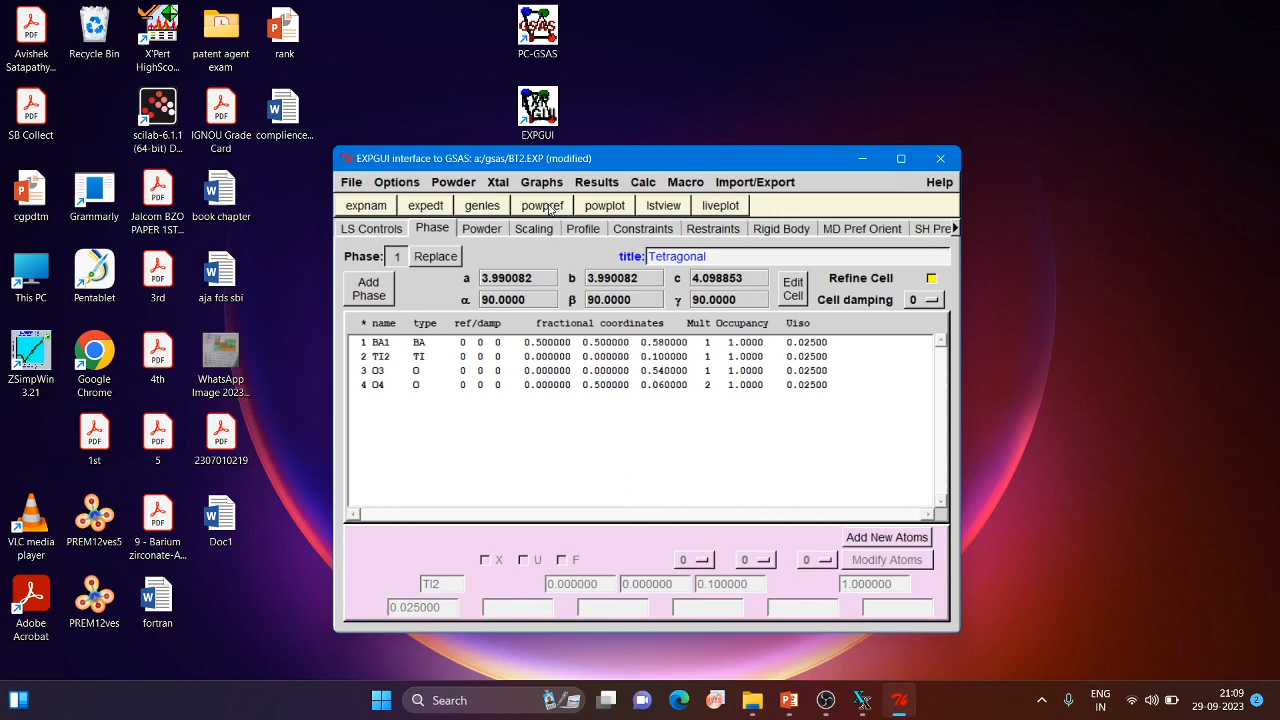 Avishek
Satapathy...
Recycle Bin
X'Pert
HighSco...
patent agent
exam
rank
PC-GSAS
SB Collect
scilab-6.1.1
(64-bit) D...
IGNOU Grade
Card
complience...
EXPGUI
cgpdtm
Grammarly
Jalcom BZO
PAPER 1ST...
book chapter
This PC
Pentablet
3rd
aja fds sbi
ZSimpWin
3.21
Google
Chrome
4th
WhatsApp
Image 2023...
1st
5
2307010219
VLC media
player
PREM12ves5
9 - Barium
zirconate-A...
Doc1
Adobe
Acrobat
PREM12ves
fortran
EXPGUI interface to GSAS: a:/gsas/BT2.EXP (modified)
File Options Powder Xtal Graphs Results Calc Macro Import/Export Help
expnam expedt genles powpref powplot lstview liveplot
LS Controls Phase Powder Scaling Profile Constraints Restraints Rigid Body MD Pref Orient SH Pre
Phase: 1 Replace title: Tetragonal
Add
Phase
a 3.990082 b 3.990082 c 4.098853
α 90.0000 β 90.0000 γ 90.0000
Edit
Cell
Refine Cell
Cell damping 0
* name type ref/damp fractional coordinates Mult Occupancy Uiso
1 BA1 BA 0 0 0 0.500000 0.500000 0.580000 1 1.0000 0.02500
2 TI2 TI 0 0 0 0.000000 0.000000 0.100000 1 1.0000 0.02500
3 O3 O 0 0 0 0.000000 0.000000 0.540000 1 1.0000 0.02500
4 O4 O 0 0 0 0.000000 0.500000 0.060000 2 1.0000 0.02500
Add New Atoms
X U F 0 0 0 Modify Atoms
TI2 0.000000 0.000000 0.100000 1.000000
0.025000
Search
ENG
IN
21:09
29-09-2023
2